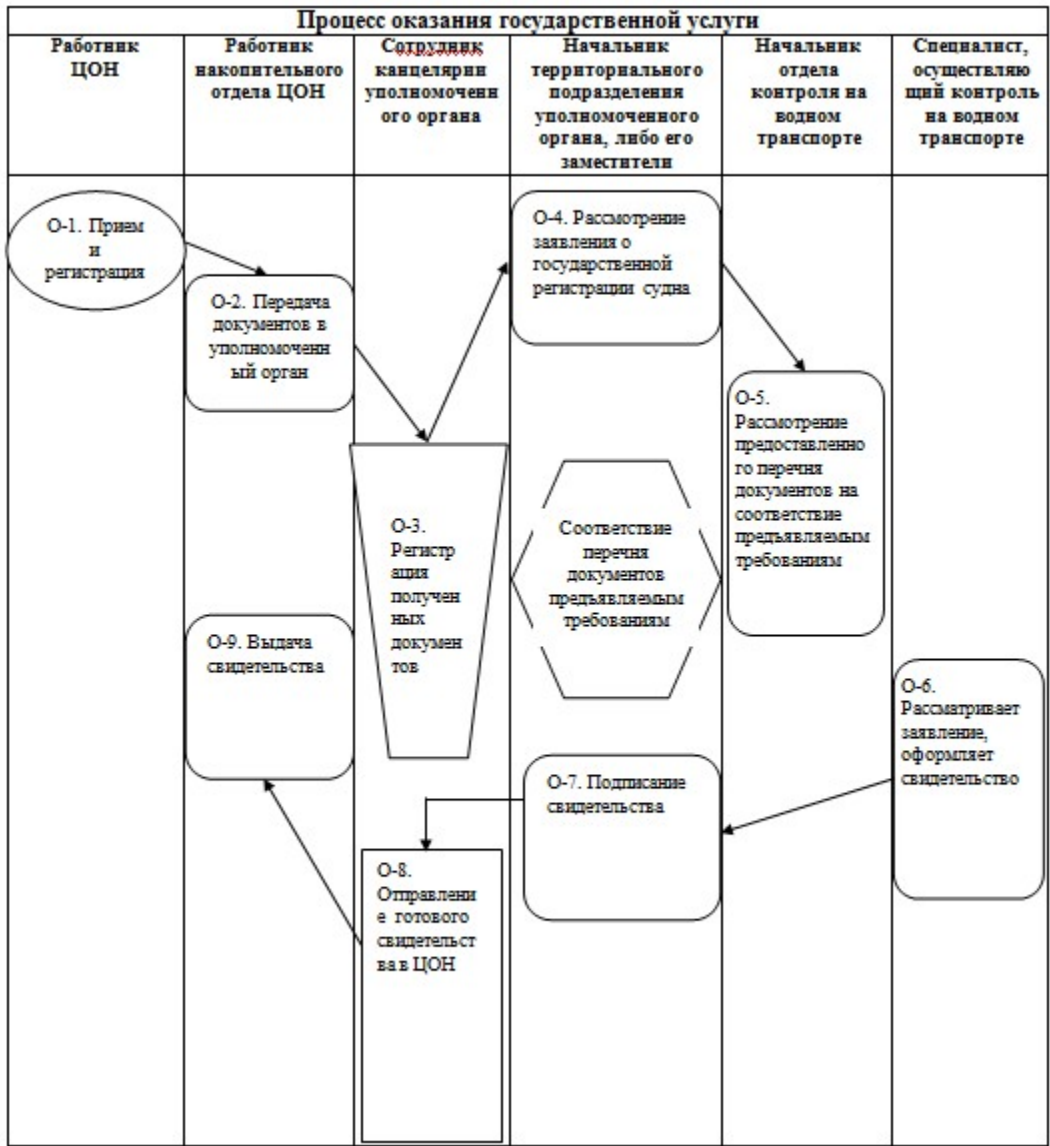 Процесс оказания государственной услуги
Работник
ЦОН
Работник
накопительного
отдела ЦОН
Сотрудник
канцелярии
уполномоченн
ого органа
Начальник
территориального
подразделения
уполномоченного
органа, либо его
заместители
Начальник
отдела
контроля на
водном
транспорте
Специалист,
осуществляю
щий контроль
на водном
транспорте
О-1. Прием
и
регистрация
О-2. Передача
документов в
уполномоченн
ый орган
О-3.
Регистр
ация
получен
ных
докумен
тов
О-4. Рассмотрение
заявления о
государственной
регистрации судна
О-5.
Рассмотрение
предоставленно
го перечня
документов на
соответствие
предъявляемым
требованиям
Соответствие
перечня
документов
предъявляемым
требованиям
О-6.
Рассматривает
заявление,
оформляет
свидетельство
О-7. Подписание
свидетельства
О-8.
Отправлени
е готового
свидетельст
ва в ЦОН
О-9. Выдача
свидетельства